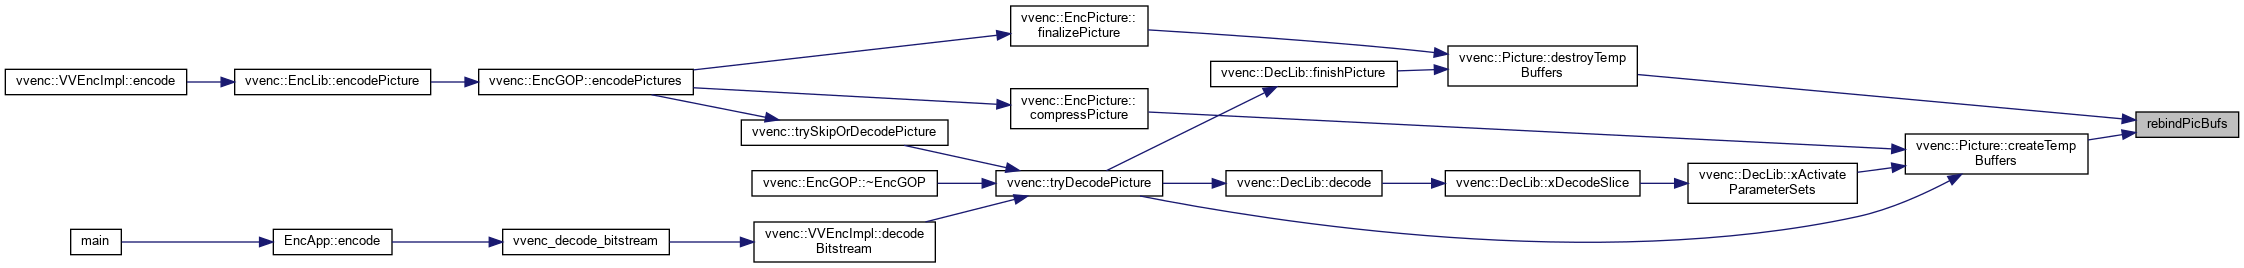 vvenc::VVEncImpl::encode
vvenc::EncLib::encodePicture
vvenc::EncGOP::encodePictures
vvenc::EncPicture::
finalizePicture
vvenc::DecLib::finishPicture
vvenc::Picture::destroyTemp
Buffers
vvenc::EncPicture::
compressPicture
vvenc::trySkipOrDecodePicture
rebindPicBufs
vvenc::Picture::createTemp
Buffers
vvenc::EncGOP::~EncGOP
vvenc::tryDecodePicture
vvenc::DecLib::decode
vvenc::DecLib::xDecodeSlice
vvenc::DecLib::xActivate
ParameterSets
main
EncApp::encode
vvenc_decode_bitstream
vvenc::VVEncImpl::decode
Bitstream